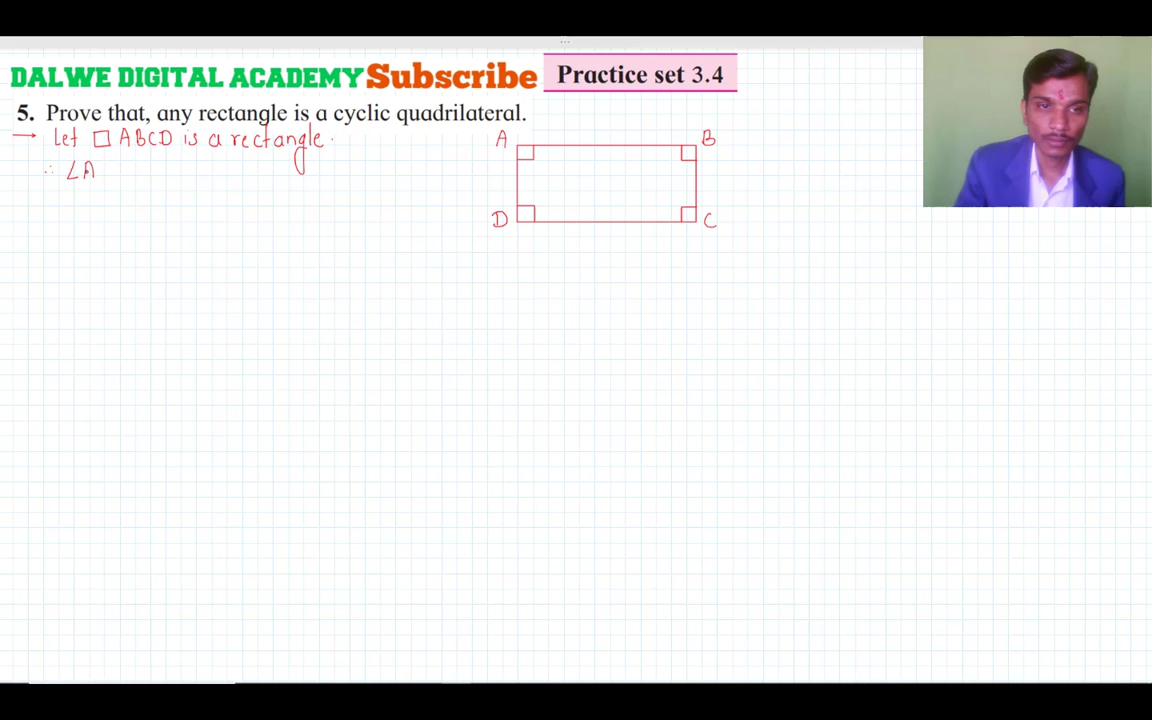 DALWE DIGITAL ACADEMY Subscribe Practice set 3.4
5. Prove that, any rectangle is a cyclic quadrilateral.
→ Let □ ABCD is a rectangle.
∴ ∠A
A B
D C